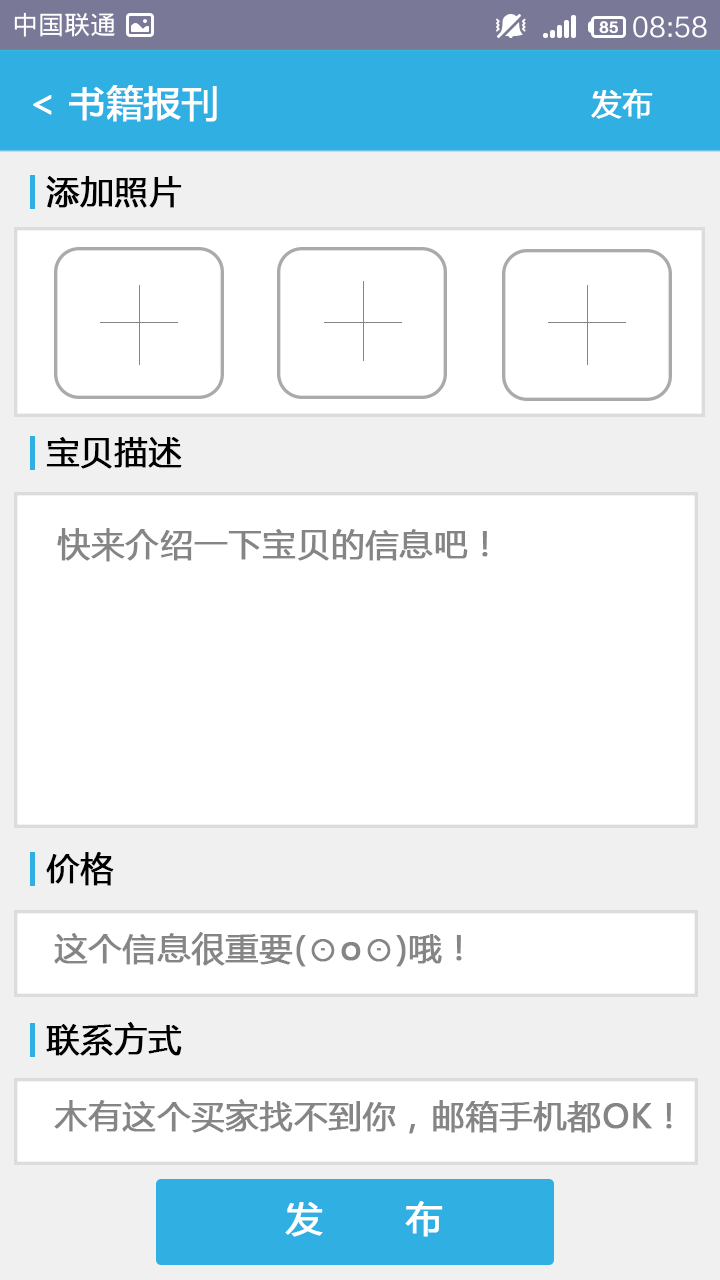 中国联通 85 08:58
< 书籍报刊 发布
添加照片
宝贝描述
快来介绍一下宝贝的信息吧！
价格
这个信息很重要(⊙o⊙)哦！
联系方式
木有这个买家找不到你，邮箱手机都OK！
发 布